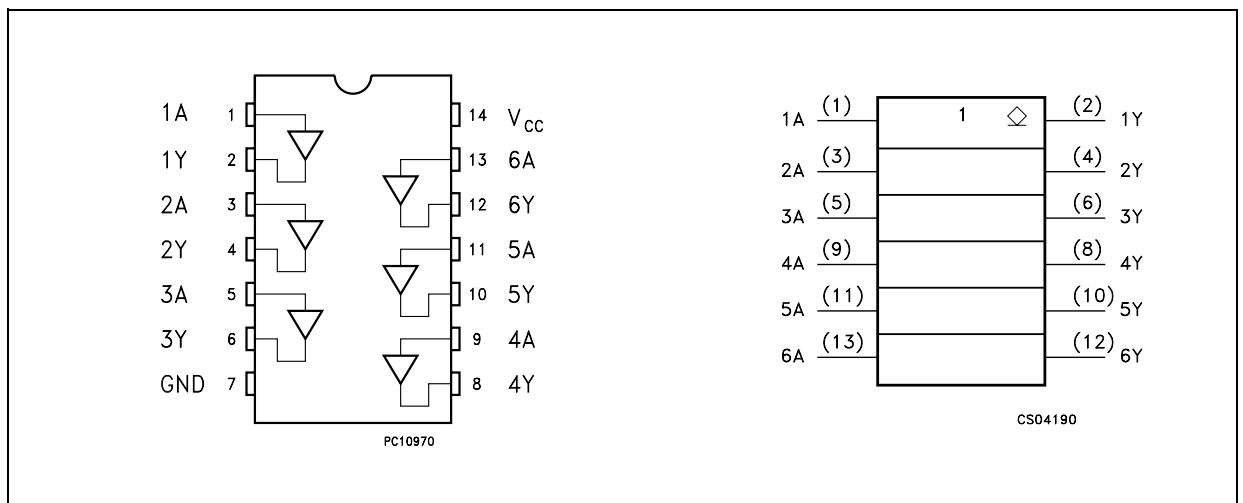 1A 1 14 VCC
1Y 2 13 6A
2A 3 12 6Y
2Y 4 11 5A
3A 5 10 5Y
3Y 6 9 4A
GND 7 8 4Y
PC10970
1 
1A (1) (2) 1Y
2A (3) (4) 2Y
3A (5) (6) 3Y
4A (9) (8) 4Y
5A (11) (10) 5Y
6A (13) (12) 6Y
CS04190